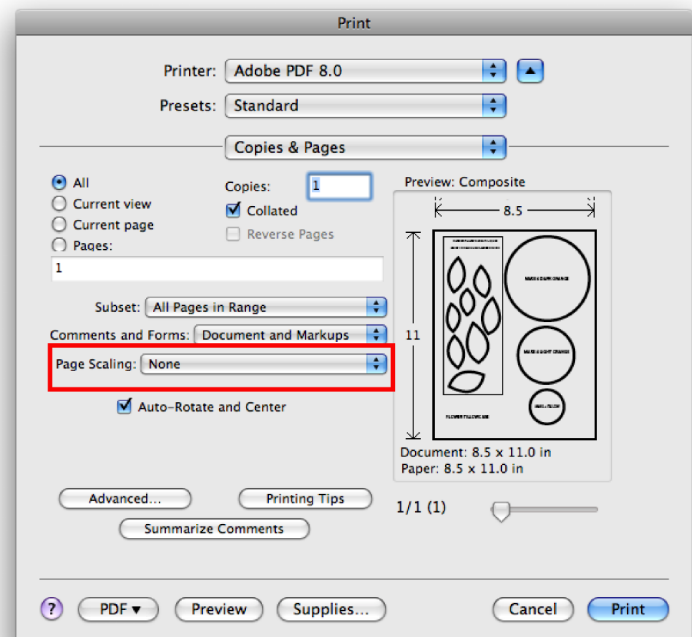 Print
Printer: Adobe PDF 8.0
Presets: Standard
Copies & Pages
All
Current view
Current page
Pages:
1
Copies: 1
Collated
Reverse Pages
Subset: All Pages in Range
Comments and Forms: Document and Markups
Page Scaling: None
Auto-Rotate and Center
Advanced...
Printing Tips
Summarize Comments
Preview: Composite
8.5
11
Document: 8.5 x 11.0 in
Paper: 8.5 x 11.0 in
1/1 (1)
?
PDF
Preview
Supplies...
Cancel
Print